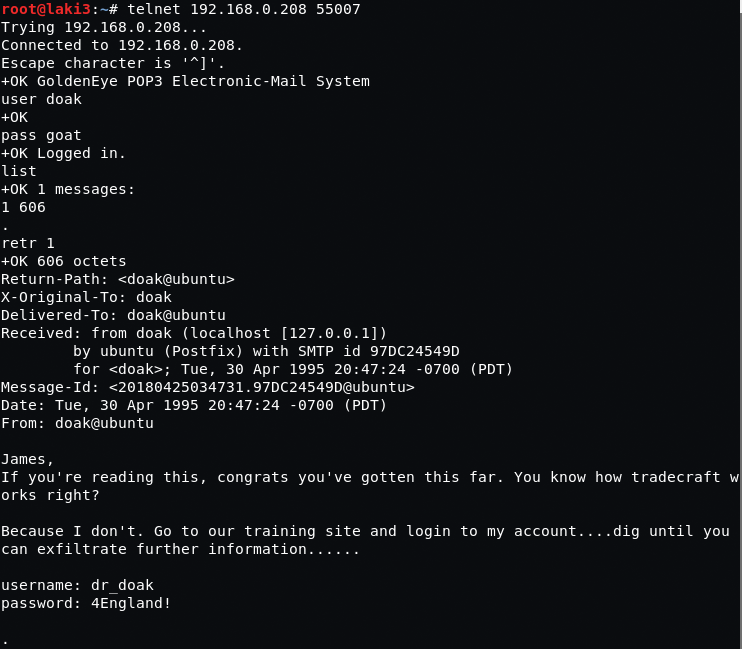 root@laki3:~# telnet 192.168.0.208 55007
Trying 192.168.0.208...
Connected to 192.168.0.208.
Escape character is '^]'.
+OK GoldenEye POP3 Electronic-Mail System
user doak
+OK
pass goat
+OK Logged in.
list
+OK 1 messages:
1 606
.
retr 1
+OK 606 octets
Return-Path: <doak@ubuntu>
X-Original-To: doak
Delivered-To: doak@ubuntu
Received: from doak (localhost [127.0.0.1])
        by ubuntu (Postfix) with SMTP id 97DC24549D
        for <doak>; Tue, 30 Apr 1995 20:47:24 -0700 (PDT)
Message-Id: <20180425034731.97DC24549D@ubuntu>
Date: Tue, 30 Apr 1995 20:47:24 -0700 (PDT)
From: doak@ubuntu

James,
If you're reading this, congrats you've gotten this far. You know how tradecraft w
orks right?

Because I don't. Go to our training site and login to my account....dig until you
can exfiltrate further information......

username: dr_doak
password: 4England!

.